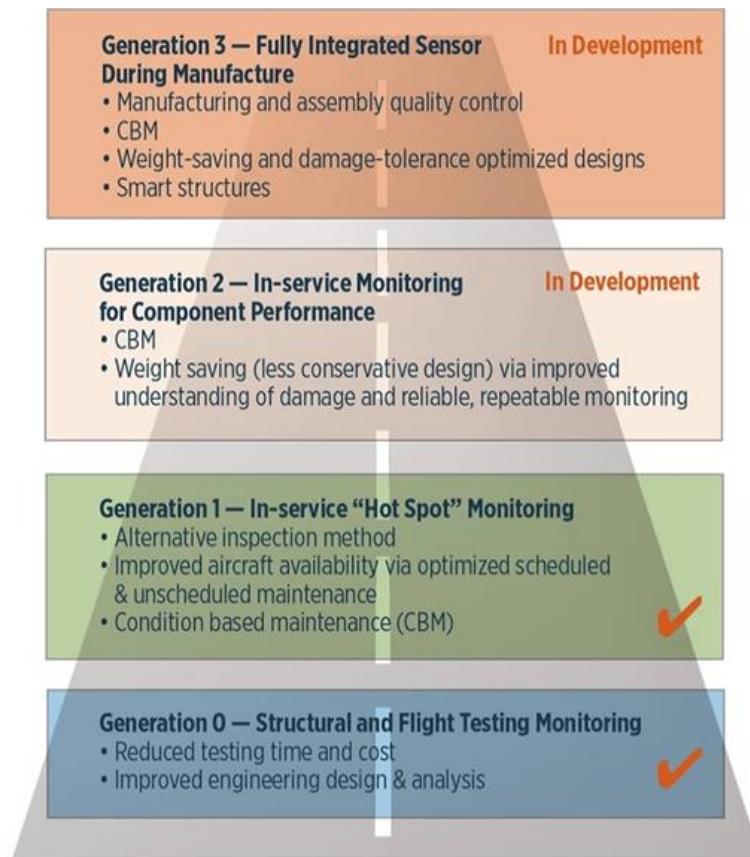 Generation 3 — Fully Integrated Sensor
During Manufacture
In Development
• Manufacturing and assembly quality control
• CBM
• Weight-saving and damage-tolerance optimized designs
• Smart structures
Generation 2 — In-service Monitoring
for Component Performance
In Development
• CBM
• Weight saving (less conservative design) via improved
understanding of damage and reliable, repeatable monitoring
Generation 1 — In-service “Hot Spot” Monitoring
• Alternative inspection method
• Improved aircraft availability via optimized scheduled
& unscheduled maintenance
• Condition based maintenance (CBM)
Generation 0 — Structural and Flight Testing Monitoring
• Reduced testing time and cost
• Improved engineering design & analysis